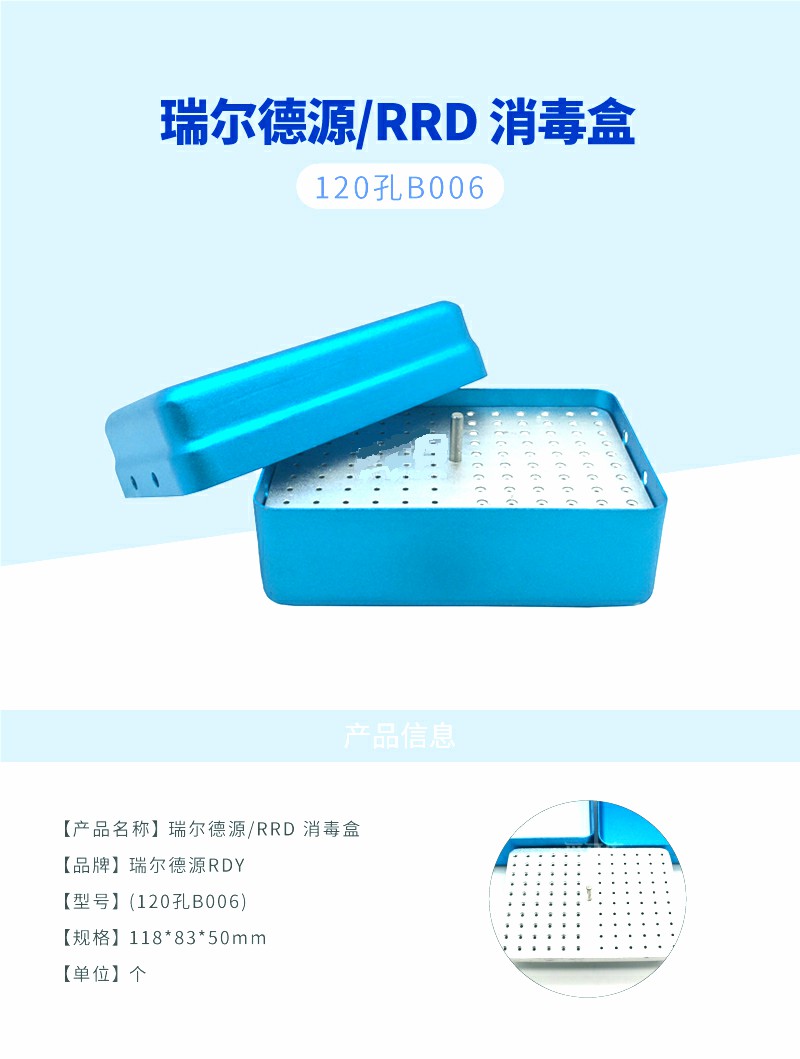 瑞尔德源/RRD 消毒盒
120孔B006
产品信息
【产品名称】瑞尔德源/RRD 消毒盒
【品牌】瑞尔德源RDY
【型号】(120孔B006)
【规格】118*83*50mm
【单位】个